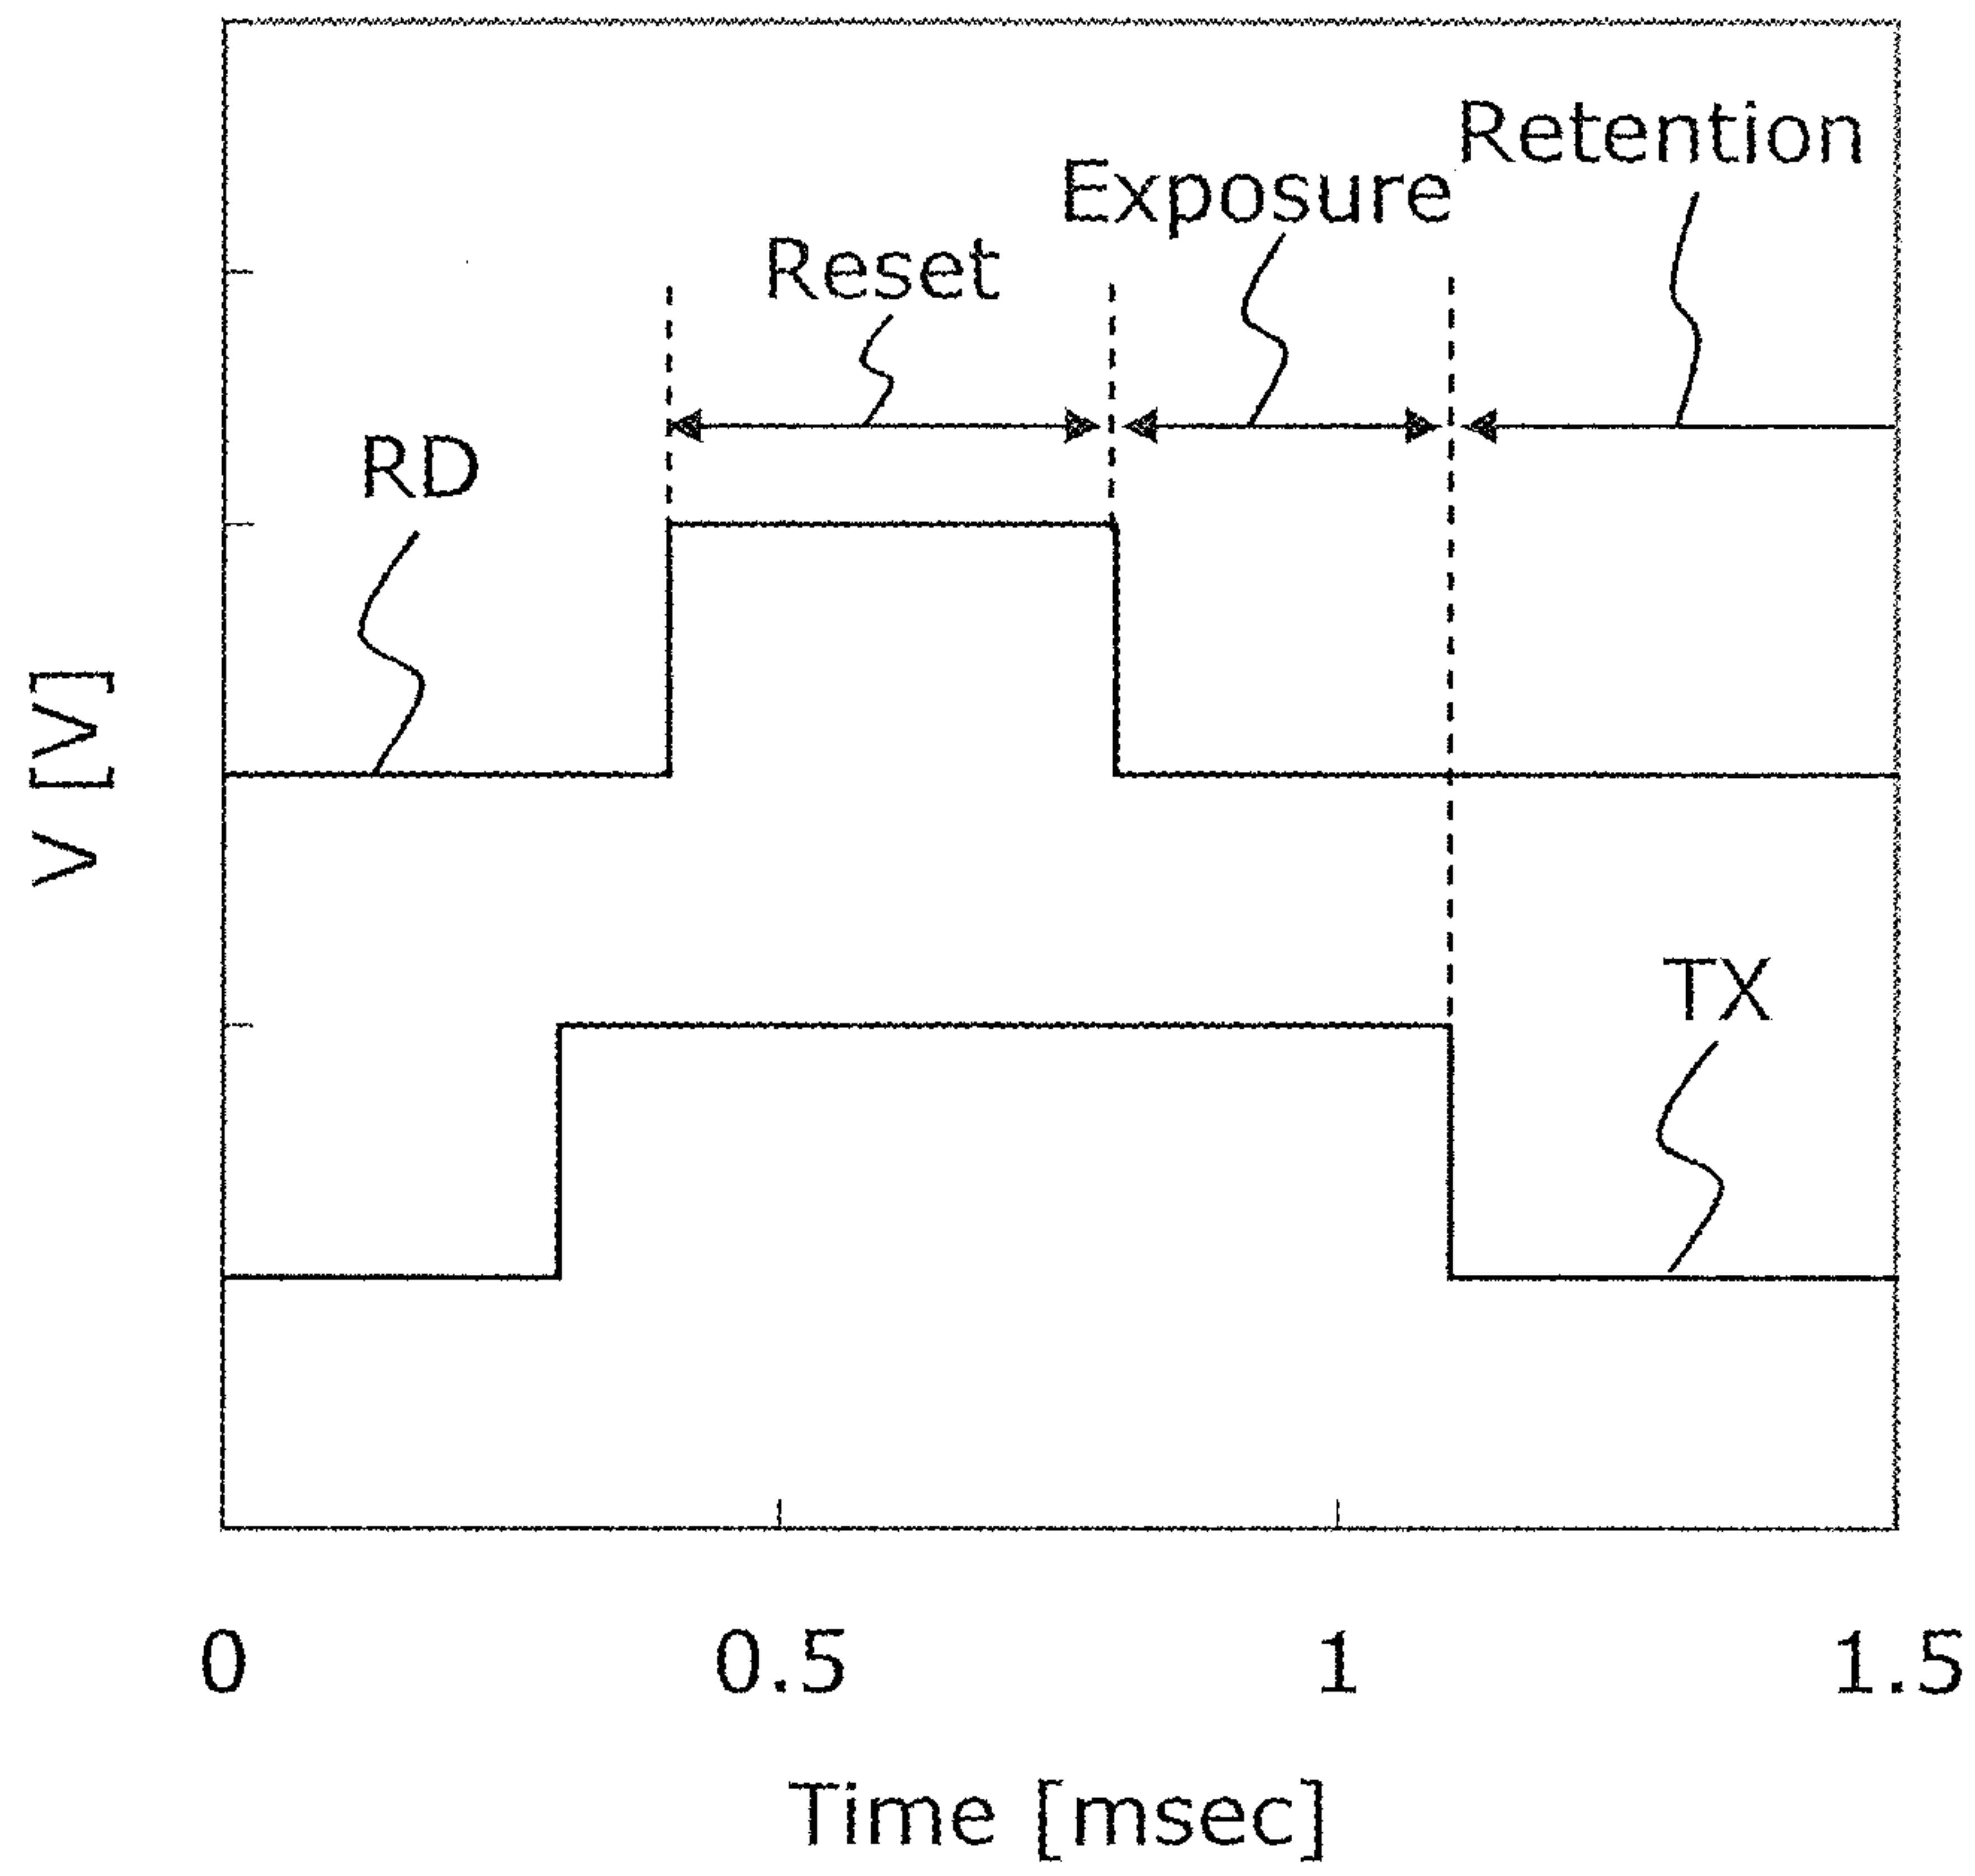 Retention
Exposure
Reset
RD
V [V]
TX
0 0.5 1 1.5
Time [msec]